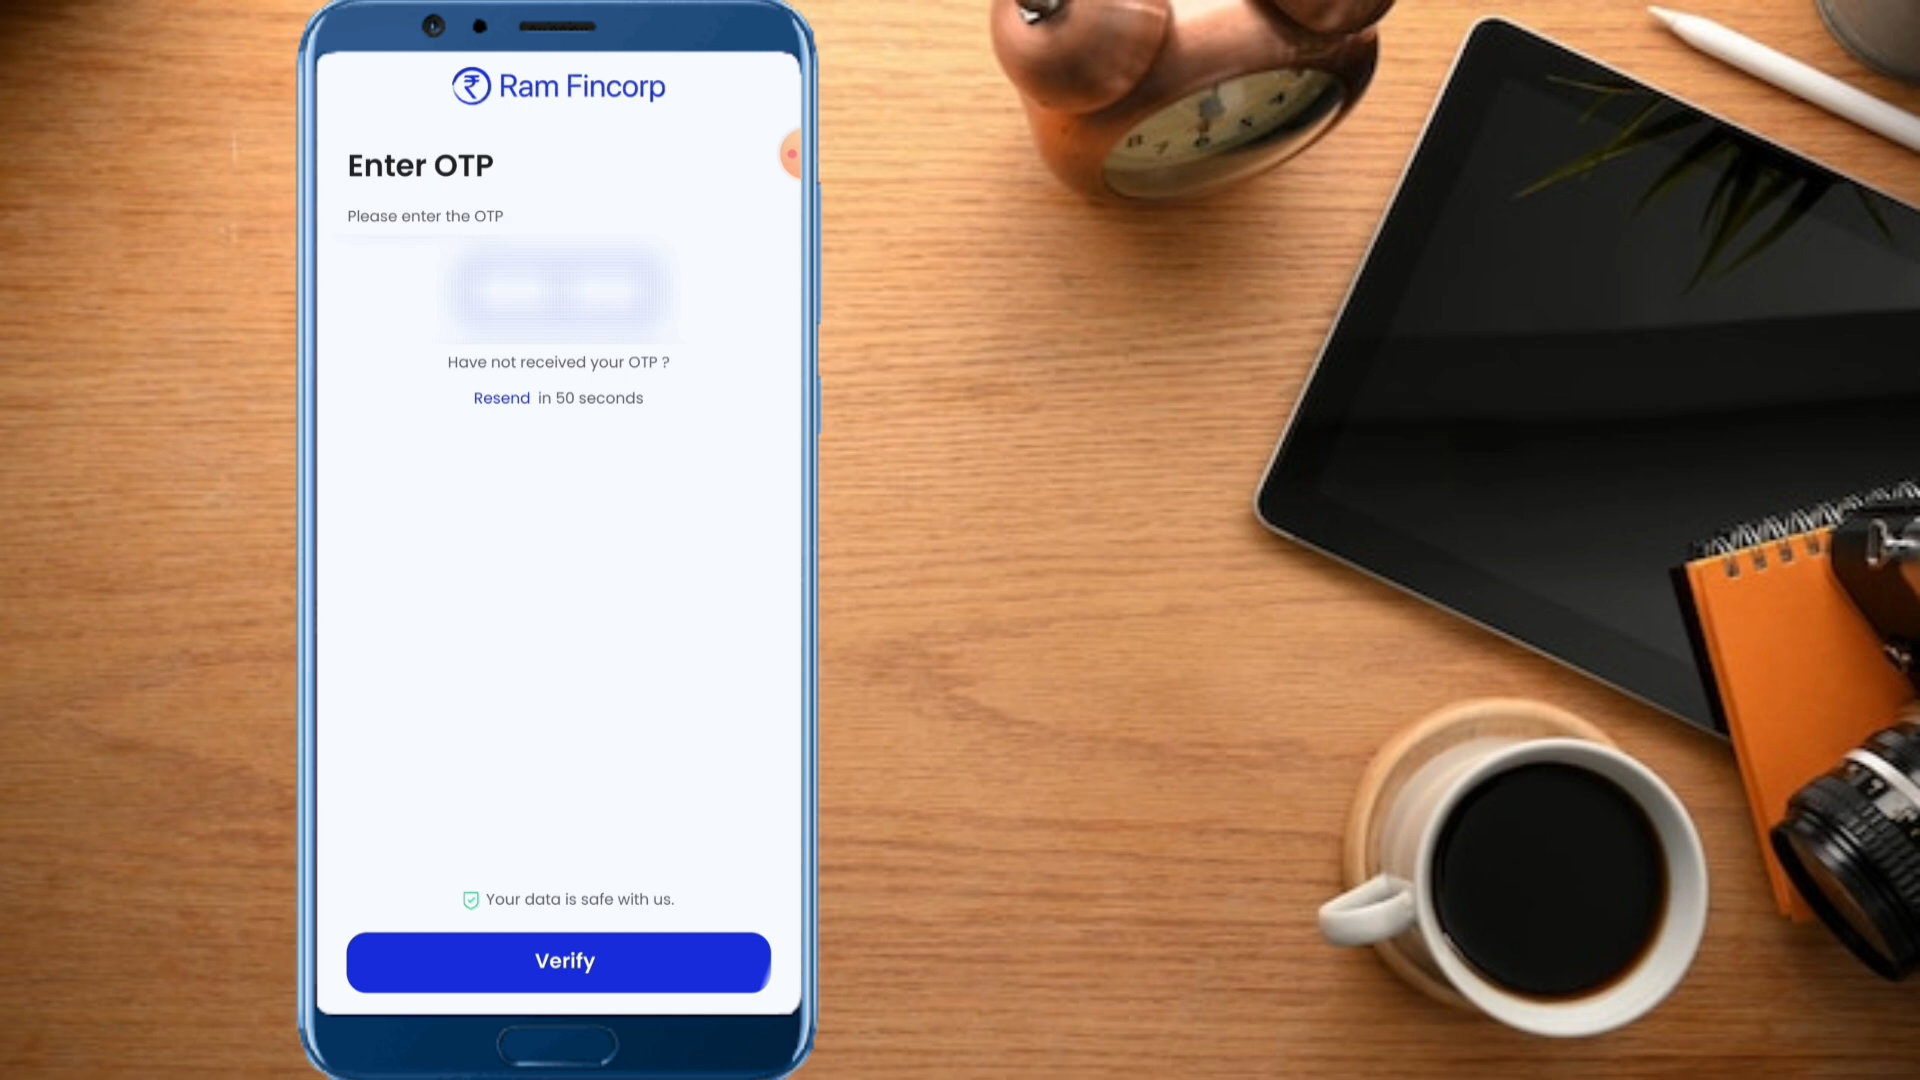 Ram Fincorp
Enter OTP
Please enter the OTP
Have not received your OTP ?
Resend in 50 seconds
Your data is safe with us.
Verify